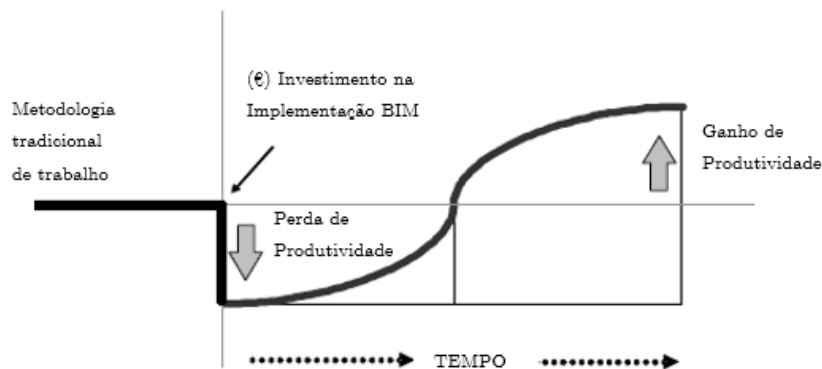 (€) Investimento na
Implementação BIM
Metodologia
tradicional
de trabalho
Ganho de
Produtividade
Perda de
Produtividade
TEMPO